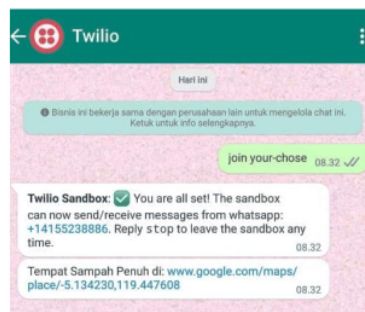 Twilio
Hari ini
Bisnis ini bekerja sama dengan perusahaan lain untuk mengelola chat ini.
Ketuk untuk info selengkapnya.
join your-chose 08.32
Twilio Sandbox: ✅ You are all set! The sandbox
can now send/receive messages from whatsapp:
+14155238886. Reply stop to leave the sandbox any
time. 08.32
Tempat Sampah Penuh di: www.google.com/maps/
place/-5.134230,119.447608 08.32